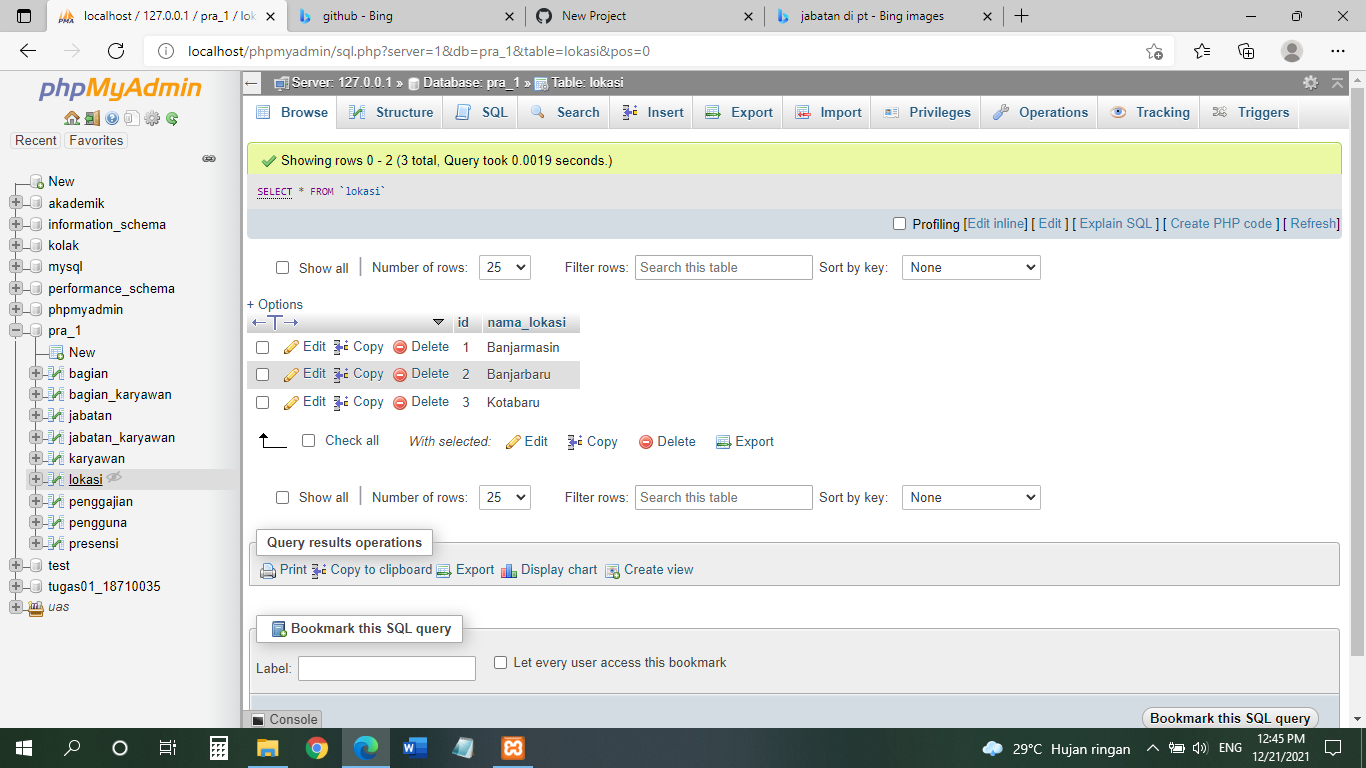 localhost / 127.0.0.1 / pra_1 / lok
github - Bing
New Project
jabatan di pt - Bing images
localhost/phpmyadmin/sql.php?server=1&db=pra_1&table=lokasi&pos=0
phpMyAdmin
Recent Favorites
New
akademik
information_schema
kolak
mysql
performance_schema
phpmyadmin
pra_1
New
bagian
bagian_karyawan
jabatan
jabatan_karyawan
karyawan
lokasi
penggajian
pengguna
presensi
test
tugas01_18710035
uas
Server: 127.0.0.1 » Database: pra_1 » Table: lokasi
Browse Structure SQL Search Insert Export Import Privileges Operations Tracking Triggers
Showing rows 0 - 2 (3 total, Query took 0.0019 seconds.)
SELECT * FROM `lokasi`
Profiling [Edit inline] [ Edit ] [ Explain SQL ] [ Create PHP code ] [ Refresh]
Show all | Number of rows: 25 Filter rows: Search this table Sort by key: None
+ Options
←T→ id nama_lokasi
Edit Copy Delete 1 Banjarmasin
Edit Copy Delete 2 Banjarbaru
Edit Copy Delete 3 Kotabaru
Check all With selected: Edit Copy Delete Export
Show all | Number of rows: 25 Filter rows: Search this table Sort by key: None
Query results operations
Print Copy to clipboard Export Display chart Create view
Bookmark this SQL query
Label: Let every user access this bookmark
Console
Bookmark this SQL query
29°C Hujan ringan ENG 12:45 PM
12/21/2021